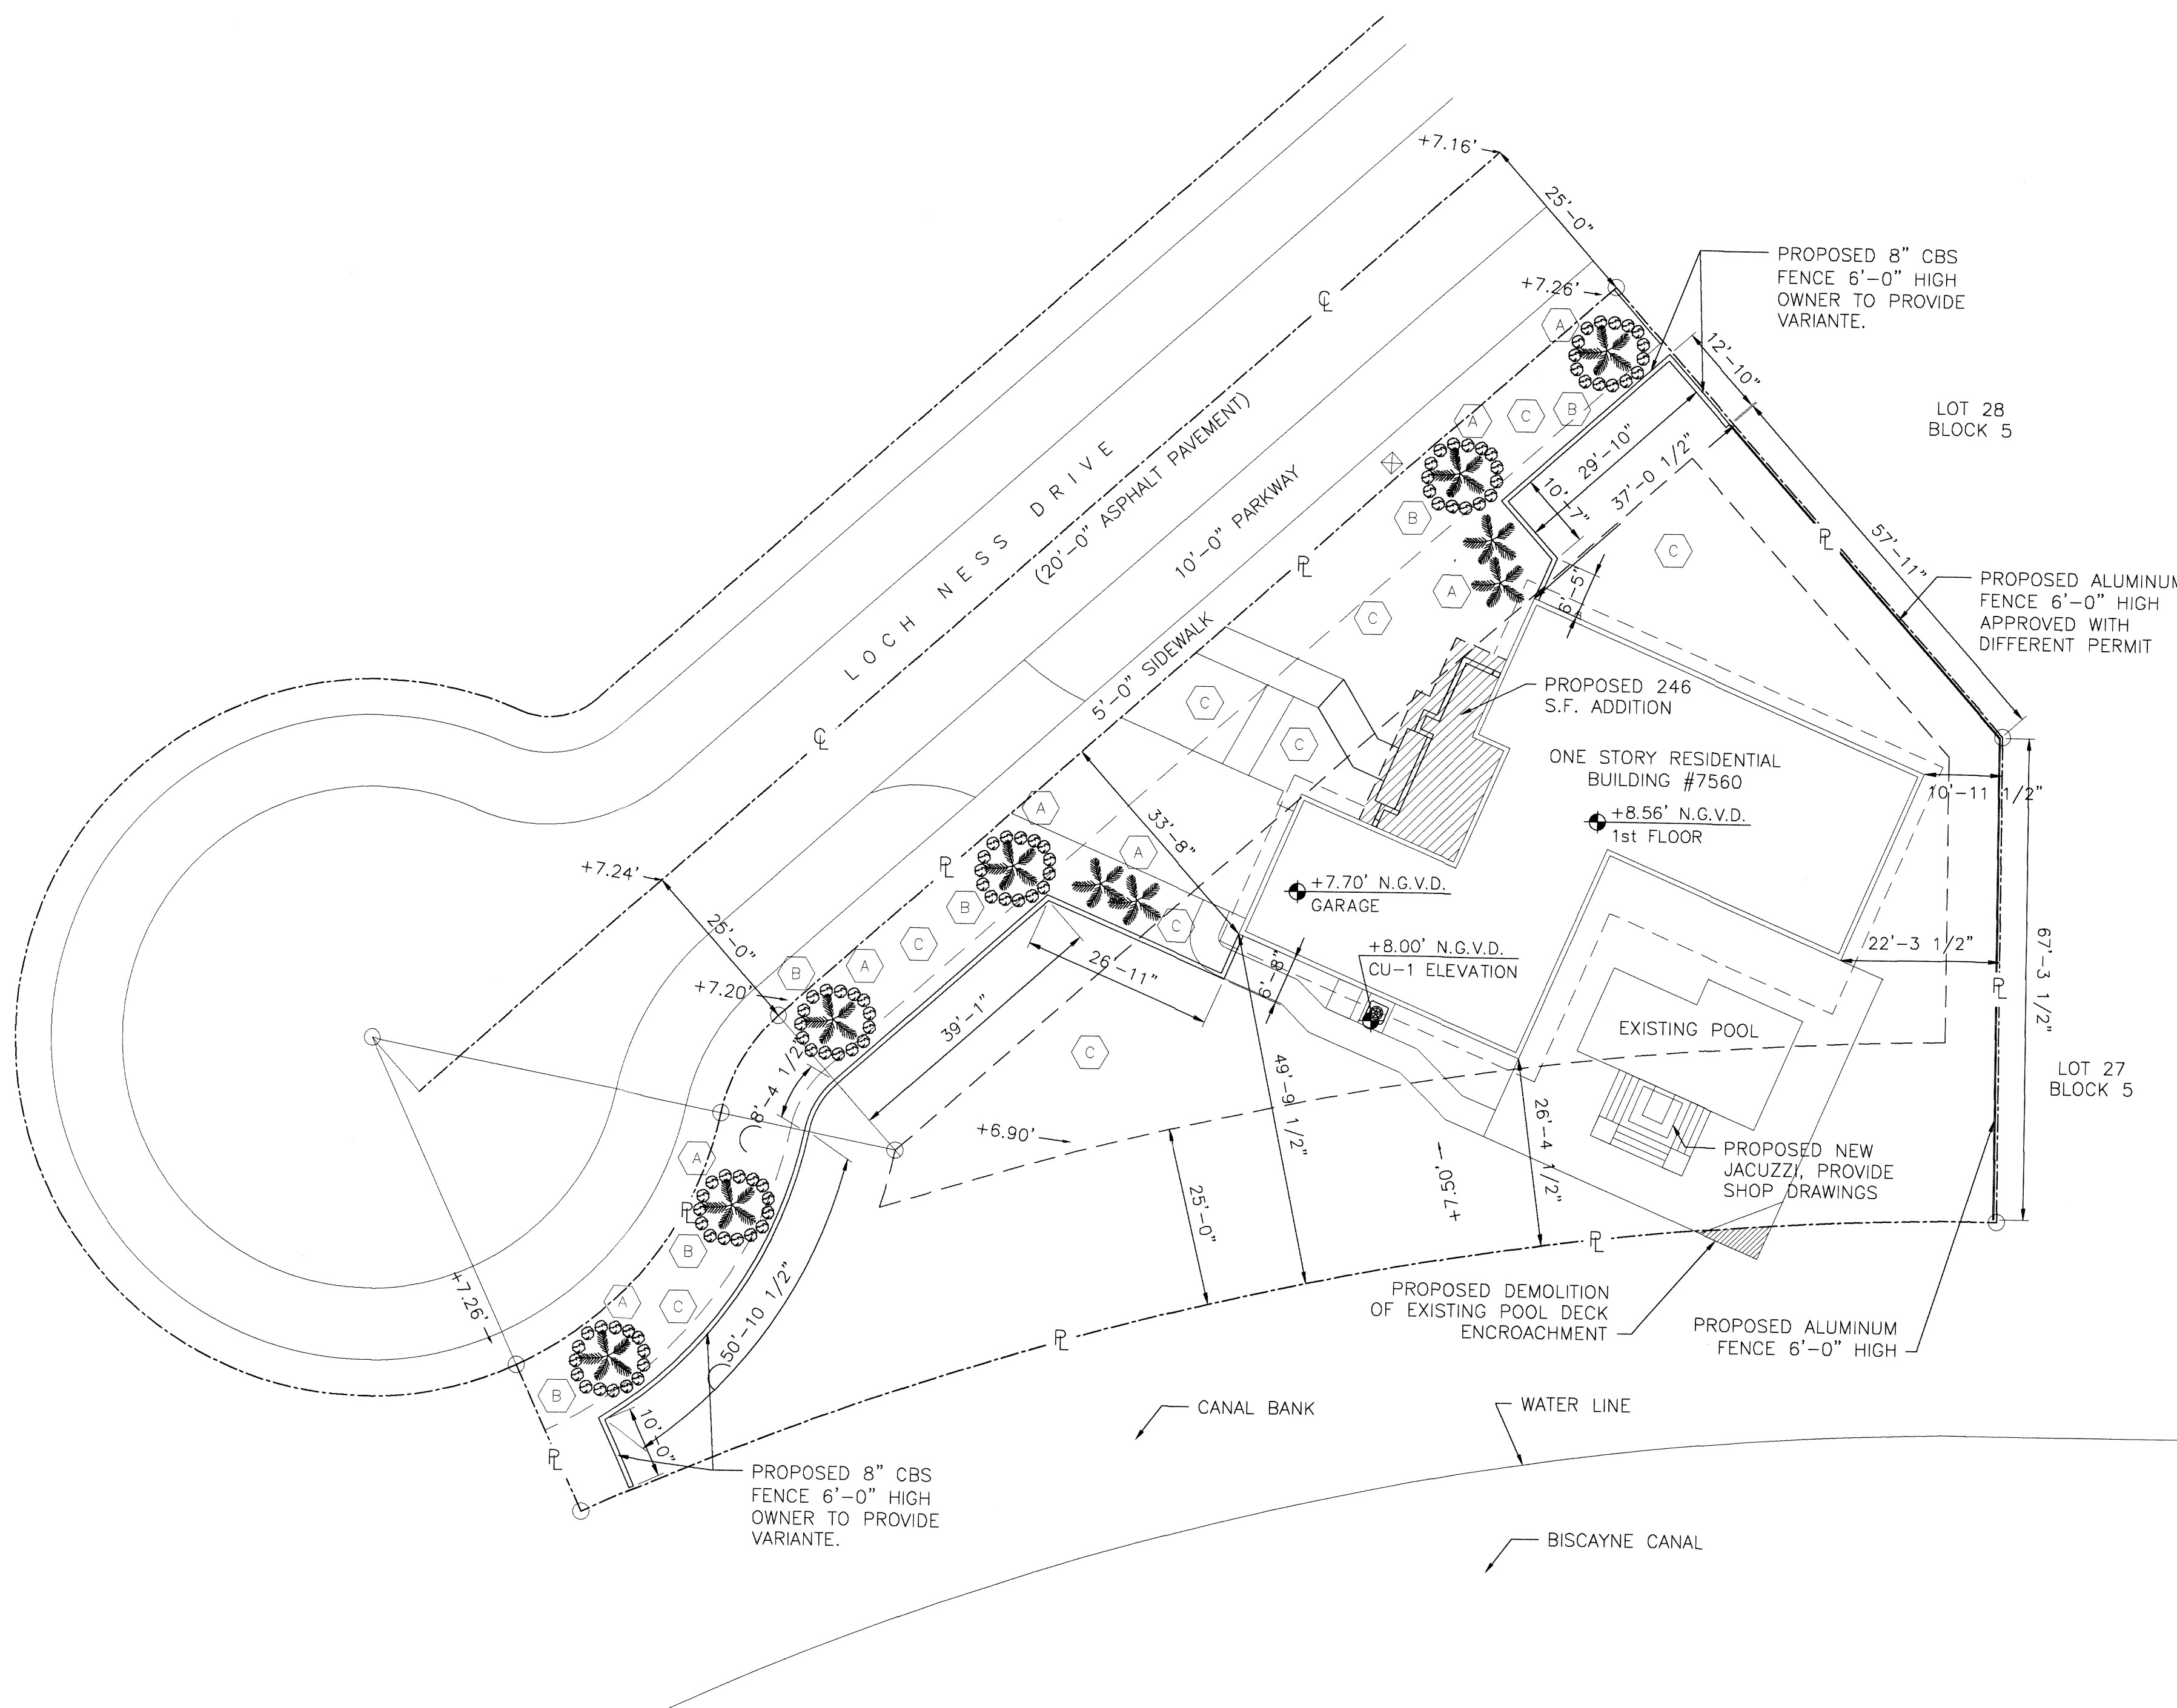 +7.16'
25'-0"
+7.26'
PROPOSED 8" CBS
FENCE 6'-0" HIGH
OWNER TO PROVIDE
VARIANTE.
12'-10"
LOT 28
BLOCK 5
A
A
C
B
29'-10"
37'-0 1/2"
10'-7"
57'-11"
B
C
A
C
6'-5"
PROPOSED ALUMINUM
FENCE 6'-0" HIGH
APPROVED WITH
DIFFERENT PERMIT
LOCH NESS DRIVE
(20'-0" ASPHALT PAVEMENT)
10'-0" PARKWAY
5'-0" SIDEWALK
PROPOSED 246
S.F. ADDITION
C
C
ONE STORY RESIDENTIAL
BUILDING #7560
+8.56' N.G.V.D.
1st FLOOR
10'-11 1/2"
33'-8"
A
A
+7.24'
+7.70' N.G.V.D.
GARAGE
25'-0"
B
C
C
A
B
26'-11"
+8.00' N.G.V.D.
CU-1 ELEVATION
22'-3 1/2"
67'-3 1/2"
+7.20'
39'-1"
9'-8"
EXISTING POOL
C
8'-4 1/2"
49'-9 1/2"
LOT 27
BLOCK 5
+6.90'
26'-4 1/2"
A
PROPOSED NEW
JACUZZI, PROVIDE
SHOP DRAWINGS
+7.50'
25'-0"
B
50'-10 1/2"
+7.26'
A
C
PROPOSED DEMOLITION
OF EXISTING POOL DECK
ENCROACHMENT
PROPOSED ALUMINUM
FENCE 6'-0" HIGH
B
10'-0"
CANAL BANK
WATER LINE
PROPOSED 8" CBS
FENCE 6'-0" HIGH
OWNER TO PROVIDE
VARIANTE.
BISCAYNE CANAL